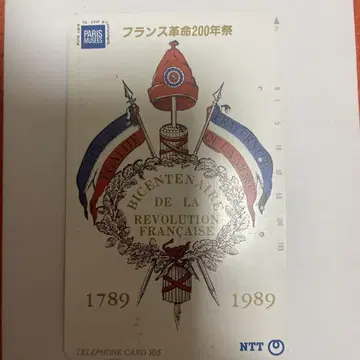 PARIS
MUSÉES
フランス革命200年祭
BICENTENAIRE
DE LA
REVOLUTION
FRANÇAISE
1789
1989
TELEPHONE CARD 105
NTT